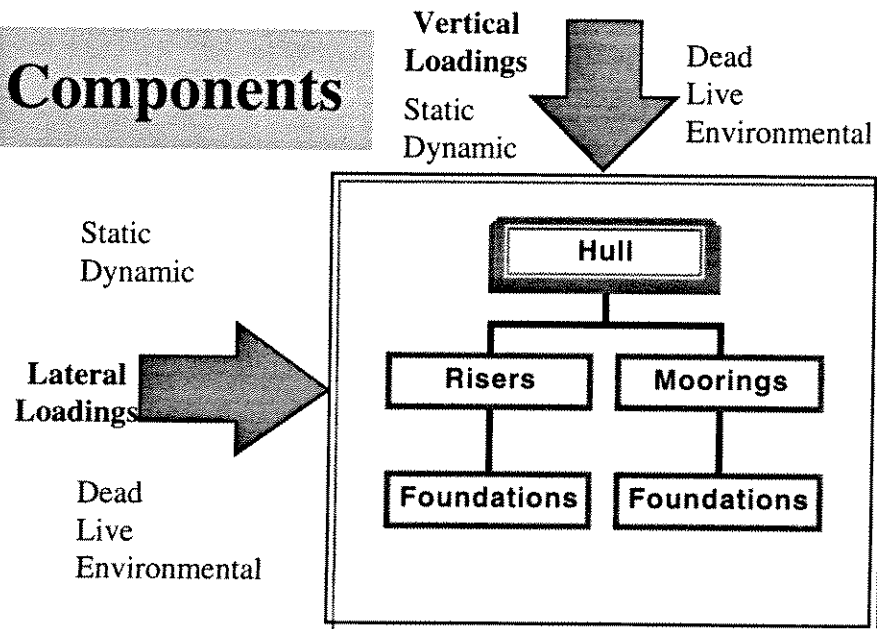 Components
Vertical
Loadings
Static
Dynamic
Dead
Live
Environmental
Static
Dynamic
Lateral
Loadings
Dead
Live
Environmental
Hull
Risers
Moorings
Foundations
Foundations